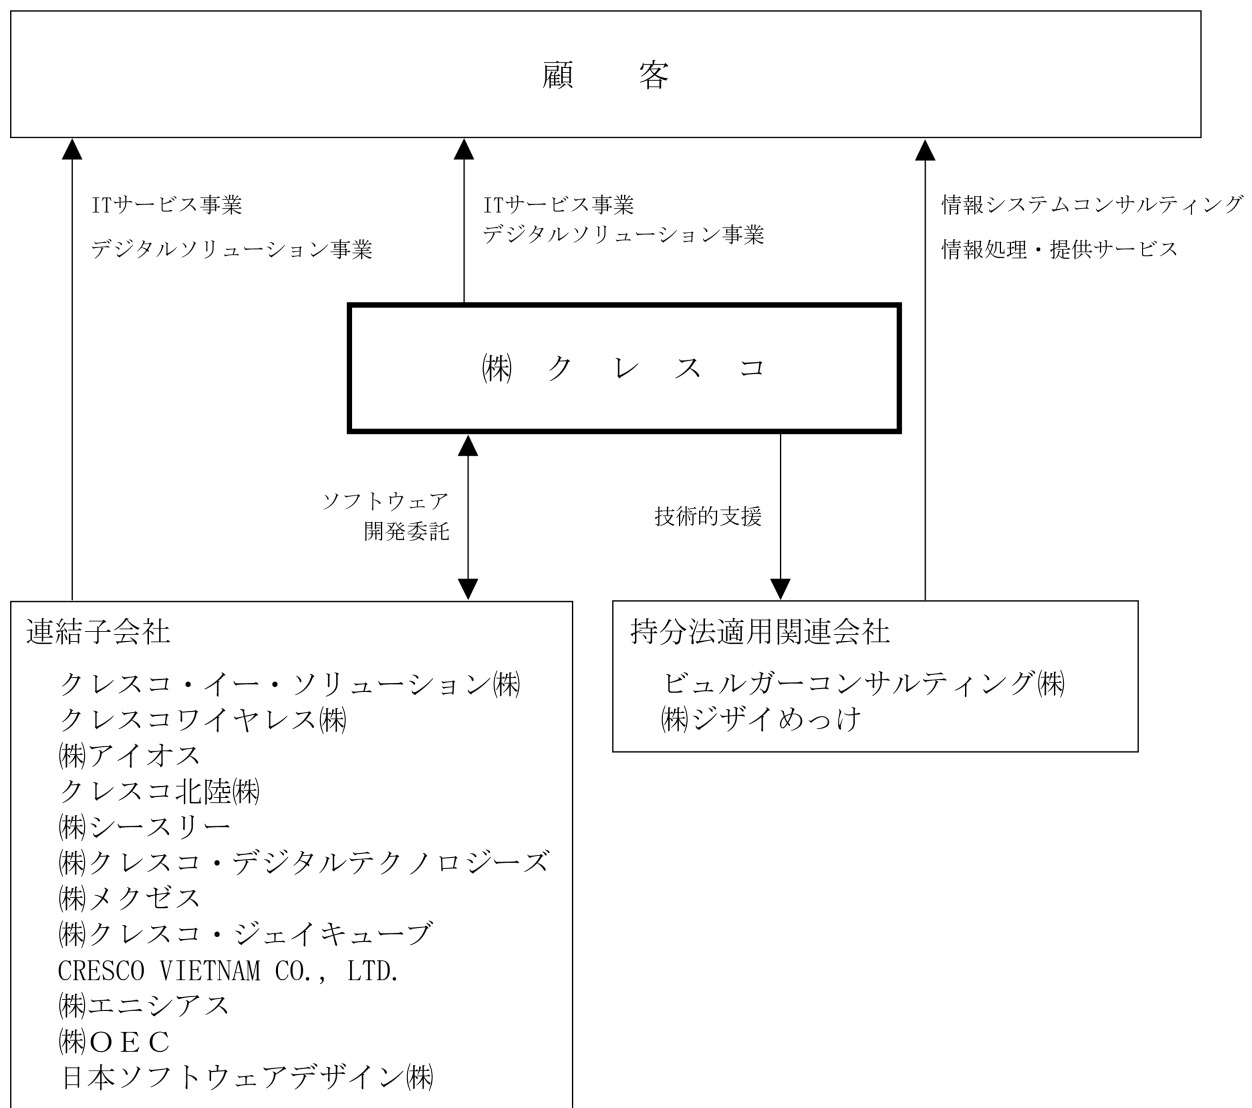 顧　　客
ITサービス事業
デジタルソリューション事業
ITサービス事業
デジタルソリューション事業
情報システムコンサルティング
情報処理・提供サービス
㈱　ク　レ　ス　コ
ソフトウェア
開発委託
技術的支援
連結子会社
クレスコ・イー・ソリューション㈱
クレスコワイヤレス㈱
㈱アイオス
クレスコ北陸㈱
㈱シースリー
㈱クレスコ・デジタルテクノロジーズ
㈱メクゼス
㈱クレスコ・ジェイキューブ
CRESCO VIETNAM CO., LTD.
㈱エニシアス
㈱ＯＥＣ
日本ソフトウェアデザイン㈱
持分法適用関連会社
ビュルガーコンサルティング㈱
㈱ジザイめっけ